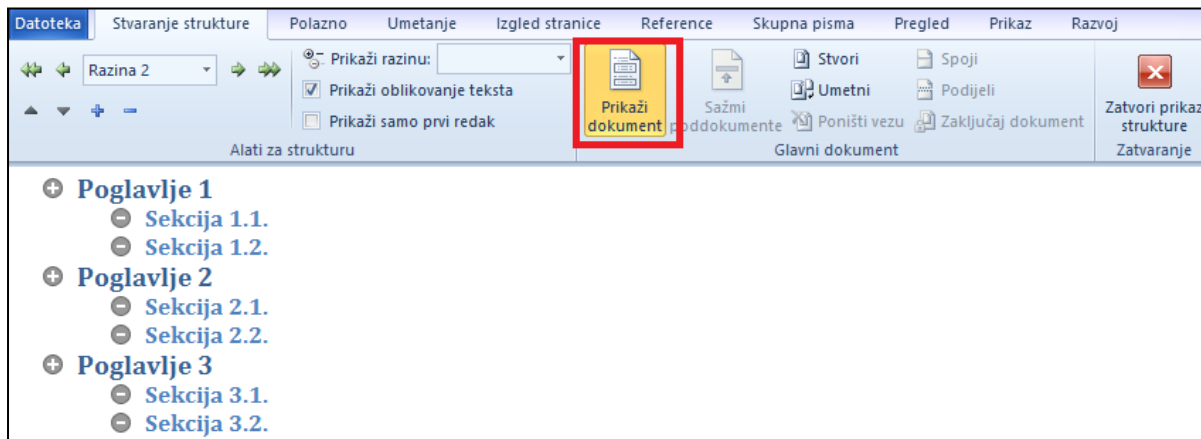 Datoteka Stvaranje strukture Polazno Umetanje Izgled stranice Reference Skupna pisma Pregled Prikaz Razvoj
Razina 2
Prikaži razinu:
Prikaži oblikovanje teksta
Prikaži samo prvi redak
Alati za strukturu
Prikaži
dokument
Sažmi
poddokumente
Stvori
Umetni
Poništi vezu
Spoji
Podijeli
Zaključaj dokument
Glavni dokument
Zatvori prikaz
strukture
Zatvaranje
Poglavlje 1
Sekcija 1.1.
Sekcija 1.2.
Poglavlje 2
Sekcija 2.1.
Sekcija 2.2.
Poglavlje 3
Sekcija 3.1.
Sekcija 3.2.